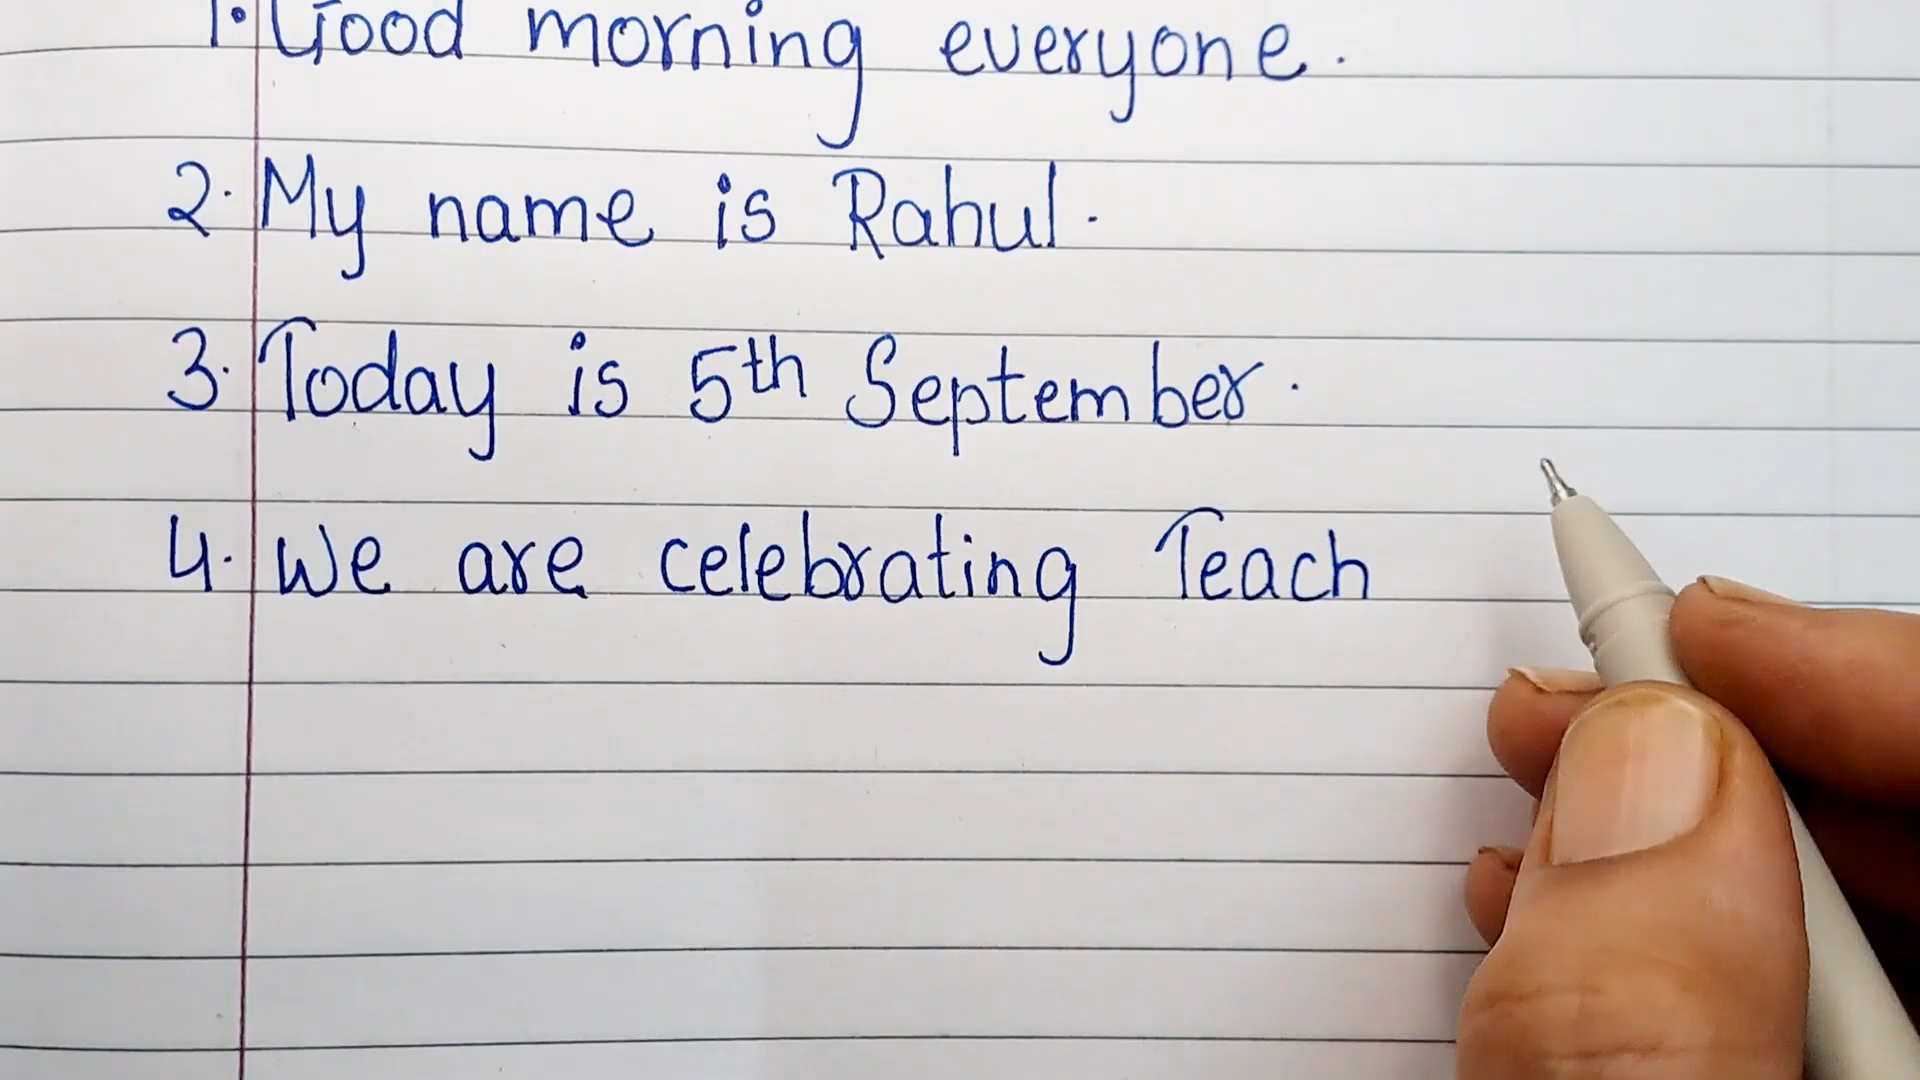 1. Good morning everyone.
2. My name is Rahul.
3. Today is 5th September.
4. We are celebrating Teach